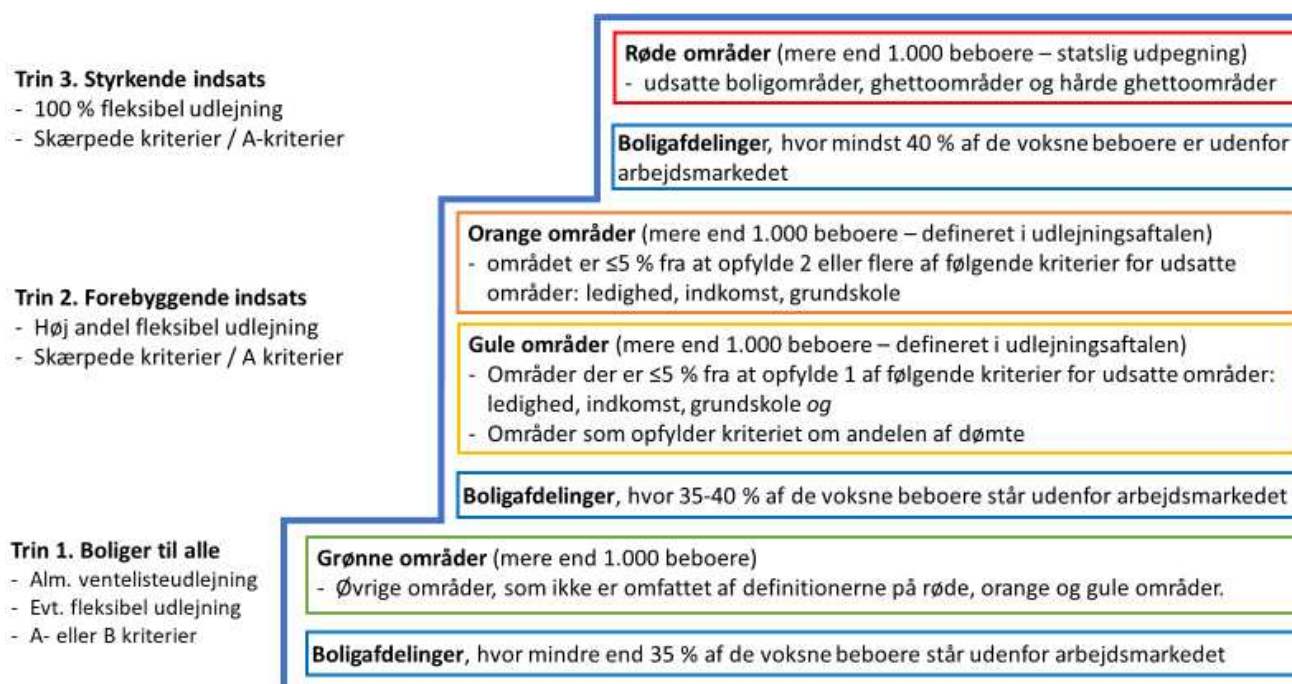 Trin 3. Styrkende indsats
- 100 % fleksibel udlejning
- Skærpede kriterier / A-kriterier
Røde områder (mere end 1.000 beboere – statslig udpegning)
- udsatte boligområder, ghettoområder og hårde ghettoområder
Boligafdelinger, hvor mindst 40 % af de voksne beboere er udenfor
arbejdsmarkedet
Trin 2. Forebyggende indsats
- Høj andel fleksibel udlejning
- Skærpede kriterier / A kriterier
Orange områder (mere end 1.000 beboere – defineret i udlejningsaftalen)
- området er ≤5 % fra at opfylde 2 eller flere af følgende kriterier for udsatte
områder: ledighed, indkomst, grundskole
Gule områder (mere end 1.000 beboere – defineret i udlejningsaftalen)
- Områder der er ≤5 % fra at opfylde 1 af følgende kriterier for udsatte områder:
ledighed, indkomst, grundskole og
- Områder som opfylder kriteriet om andelen af dømte
Boligafdelinger, hvor 35-40 % af de voksne beboere står udenfor arbejdsmarkedet
Trin 1. Boliger til alle
- Alm. ventelisteudlejning
- Evt. fleksibel udlejning
- A- eller B kriterier
Grønne områder (mere end 1.000 beboere)
- Øvrige områder, som ikke er omfattet af definitionerne på røde, orange og gule områder.
Boligafdelinger, hvor mindre end 35 % af de voksne beboere står udenfor arbejdsmarkedet